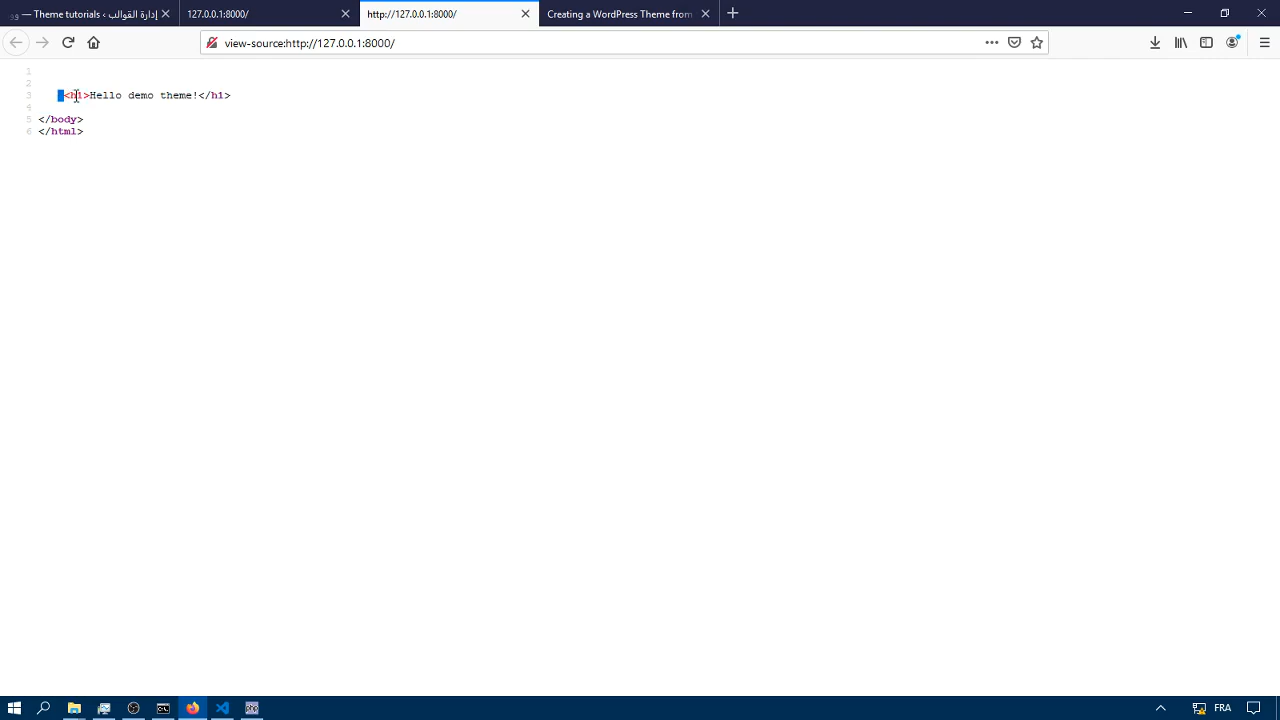 Theme tutorials ‹ إدارة القوالب —
127.0.0.1:8000/
http://127.0.0.1:8000/
Creating a WordPress Theme from
view-source:http://127.0.0.1:8000/
1
2
3 <h1>Hello demo theme!</h1>
4
5 </body>
6 </html>
FRA